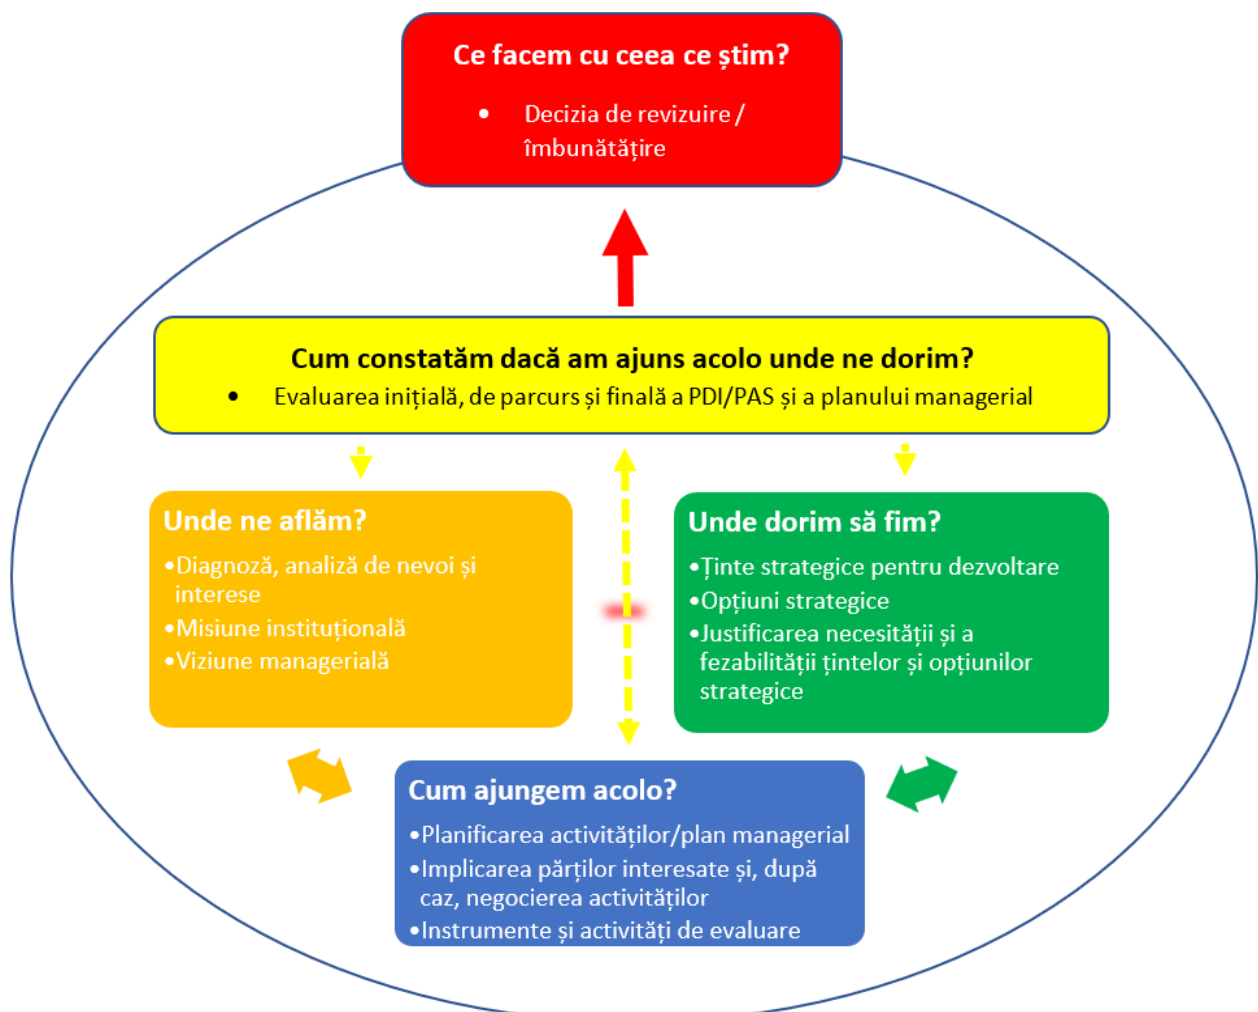 Ce facem cu ceea ce știm?
• Decizia de revizuire /
îmbunătățire
Cum constatăm dacă am ajuns acolo unde ne dorim?
• Evaluarea inițială, de parcurs și finală a PDI/PAS și a planului managerial
Unde ne aflăm?
•Diagnoză, analiză de nevoi și
interese
•Misiune instituțională
•Viziune managerială
Unde dorim să fim?
•Ținte strategice pentru dezvoltare
•Opțiuni strategice
•Justificarea necesității și a
fezabilității țintelor și opțiunilor
strategice
Cum ajungem acolo?
•Planificarea activităților/plan managerial
•Implicarea părților interesate și, după
caz, negocierea activităților
•Instrumente și activități de evaluare